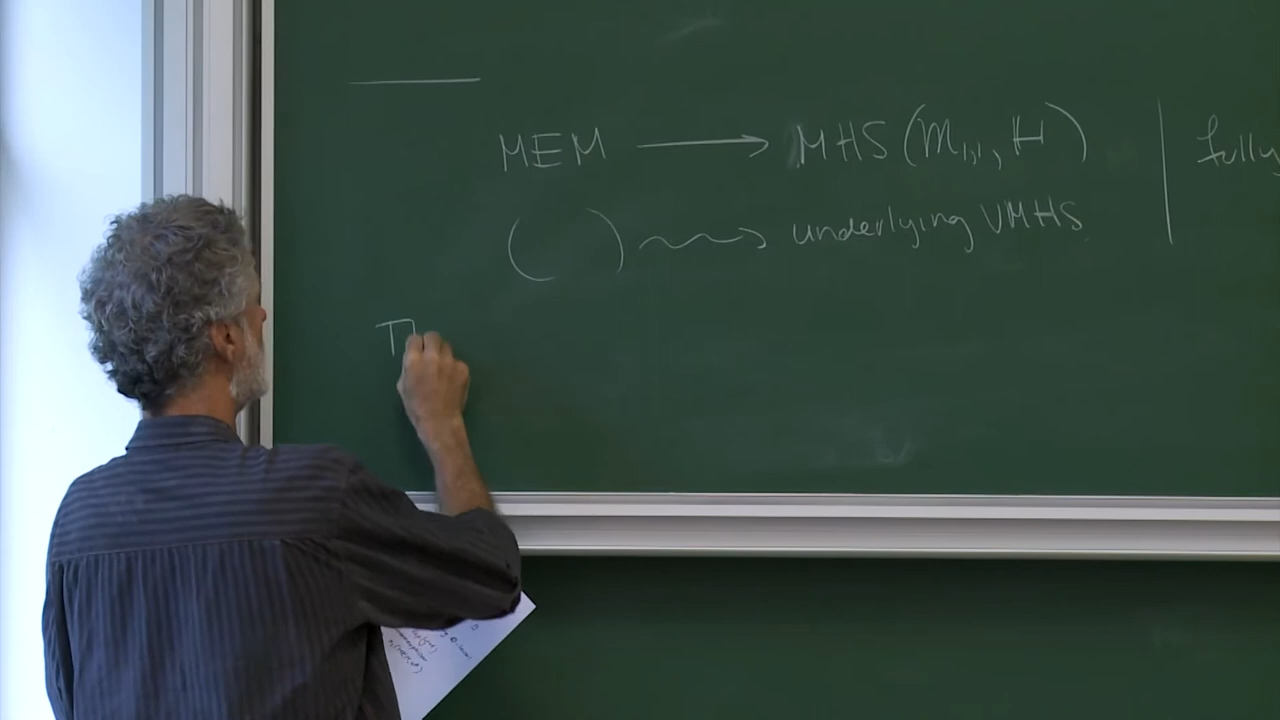 MEM ⟶ MHS(M₁,₁, ℍ) | fully
( ) ⇝ underlying VMHS